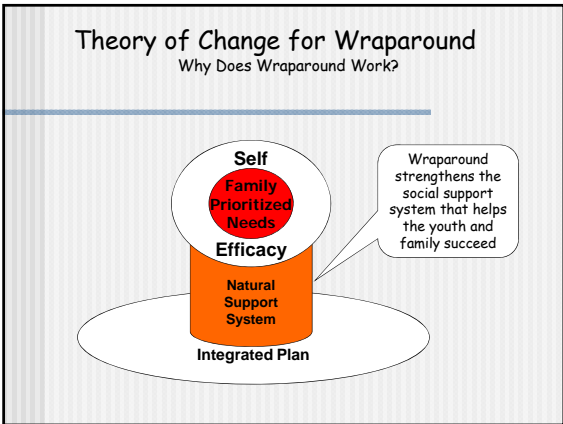 Theory of Change for Wraparound
Why Does Wraparound Work?
Self
Family
Prioritized
Needs
Efficacy
Natural
Support
System
Integrated Plan
Wraparound
strengthens the
social support
system that helps
the youth and
family succeed